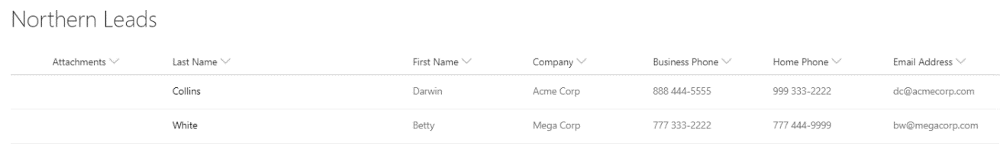 Northern Leads
Attachments Last Name First Name Company Business Phone Home Phone Email Address
Collins Darwin Acme Corp 888 444-5555 999 333-2222 dc@acmecorp.com
White Betty Mega Corp 777 333-2222 777 444-9999 bw@megacorp.com